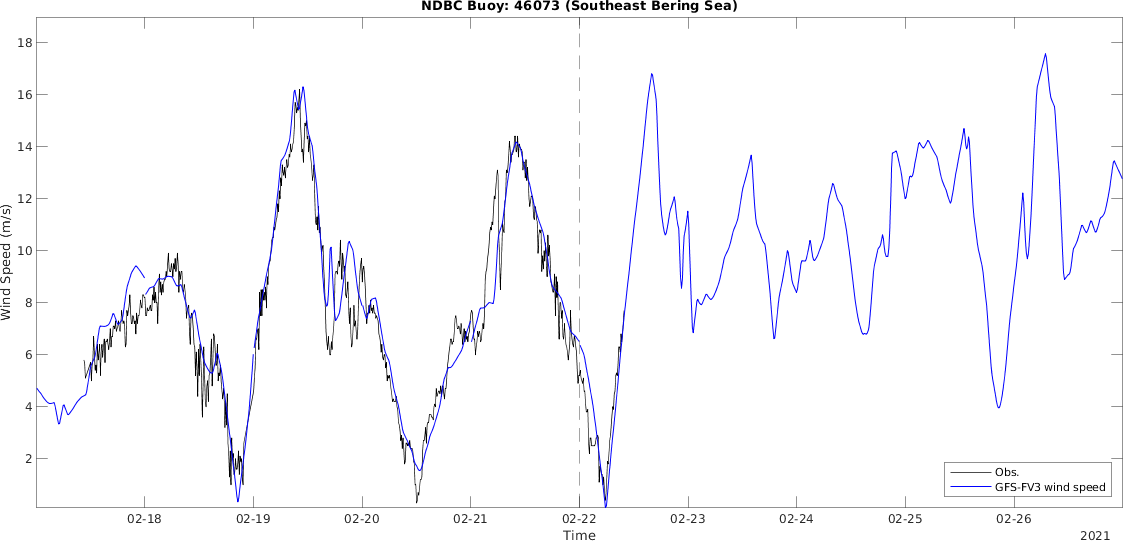 NDBC Buoy: 46073 (Southeast Bering Sea)
Wind Speed (m/s)
18
16
14
12
10
8
6
4
2
02-18 02-19 02-20 02-21 02-22 02-23 02-24 02-25 02-26
Time
2021
Obs.
GFS-FV3 wind speed